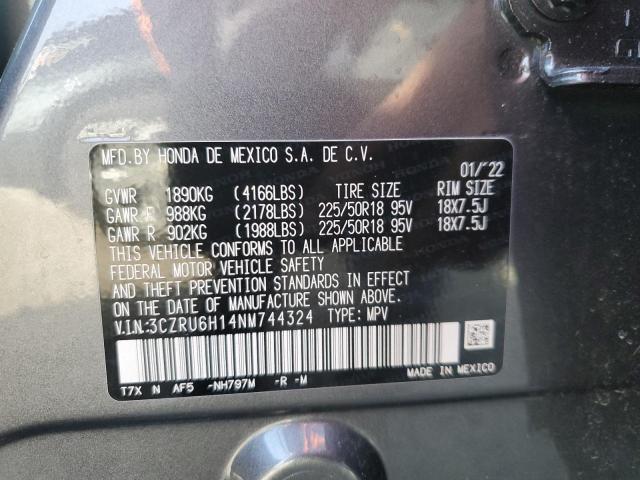 MFD.BY HONDA DE MEXICO S.A. DE C.V.
01/'22
GVWR 1890KG (4166LBS) TIRE SIZE RIM SIZE
GAWR F 988KG (2178LBS) 225/50R18 95V 18X7.5J
GAWR R 902KG (1988LBS) 225/50R18 95V 18X7.5J
THIS VEHICLE CONFORMS TO ALL APPLICABLE
FEDERAL MOTOR VEHICLE SAFETY
AND THEFT PREVENTION STANDARDS IN EFFECT
ON THE DATE OF MANUFACTURE SHOWN ABOVE.
V.I.N:3CZRU6H14NM744324 TYPE: MPV
T7X N AF5 -NH797M -R -M
MADE IN MEXICO